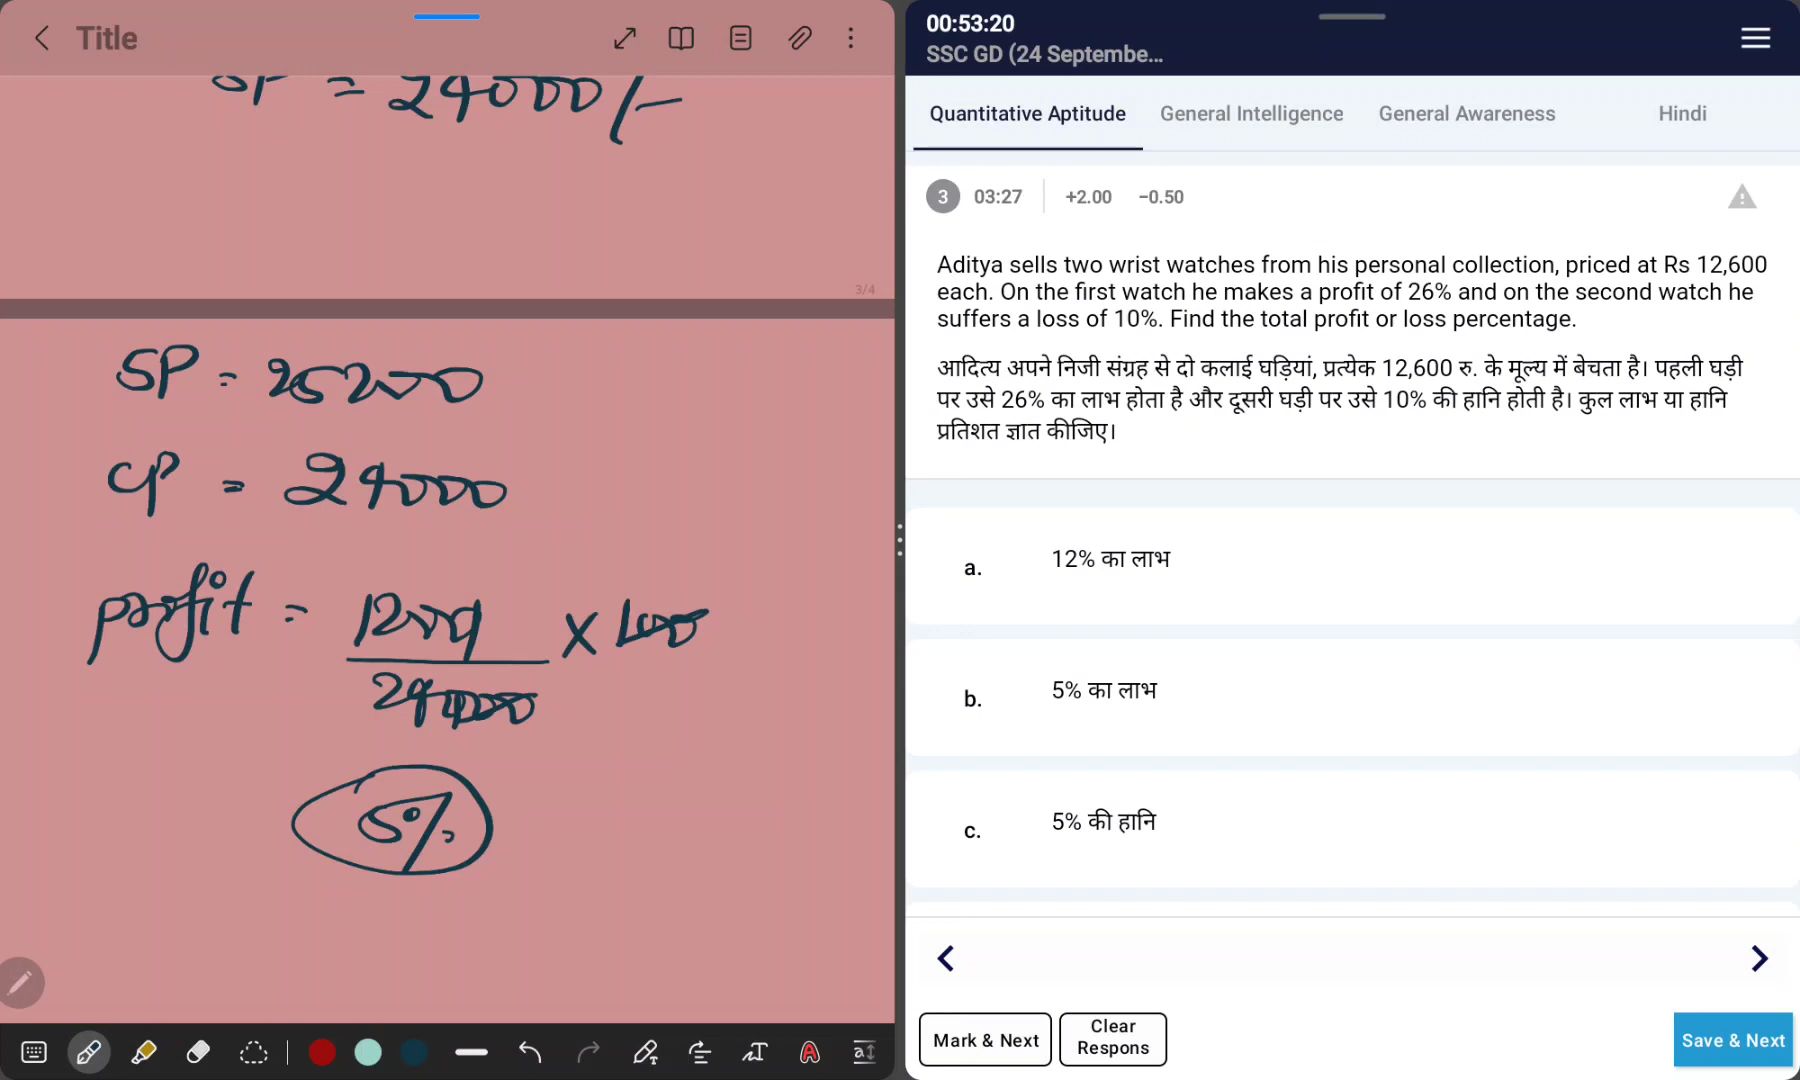 Title
SP = 24000/-
3/4
SP = 25200
CP = 24000
profit = 1200/24000 × 100
5%
00:53:20
SSC GD (24 Septembe...
Quantitative Aptitude General Intelligence General Awareness Hindi
3 03:27 +2.00 -0.50
Aditya sells two wrist watches from his personal collection, priced at Rs 12,600
each. On the first watch he makes a profit of 26% and on the second watch he
suffers a loss of 10%. Find the total profit or loss percentage.
आदित्य अपने निजी संग्रह से दो कलाई घड़ियां, प्रत्येक 12,600 रु. के मूल्य में बेचता है। पहली घड़ी
पर उसे 26% का लाभ होता है और दूसरी घड़ी पर उसे 10% की हानि होती है। कुल लाभ या हानि
प्रतिशत ज्ञात कीजिए।
a. 12% का लाभ
b. 5% का लाभ
c. 5% की हानि
Mark & Next
Clear
Respons
Save & Next